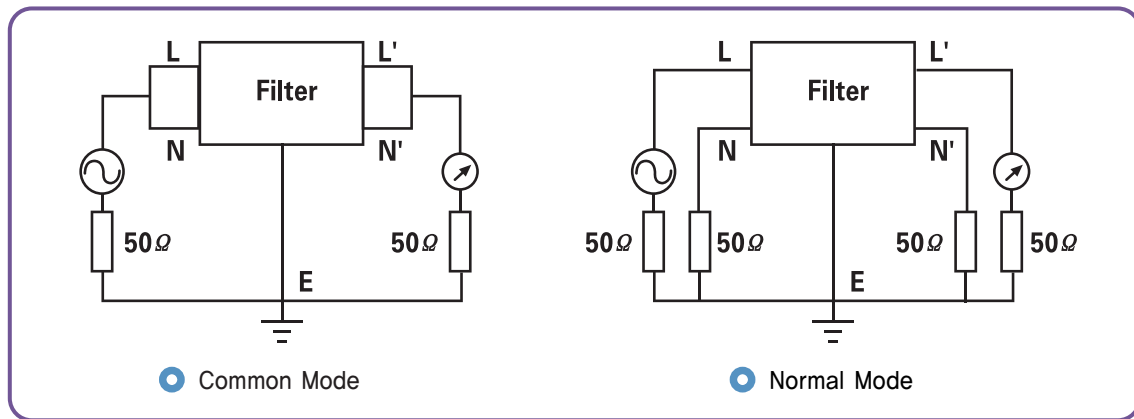 L
L'
Filter
N
N'
50Ω
50Ω
E
Common Mode
L
L'
Filter
N
N'
50Ω
50Ω
50Ω
50Ω
E
Normal Mode